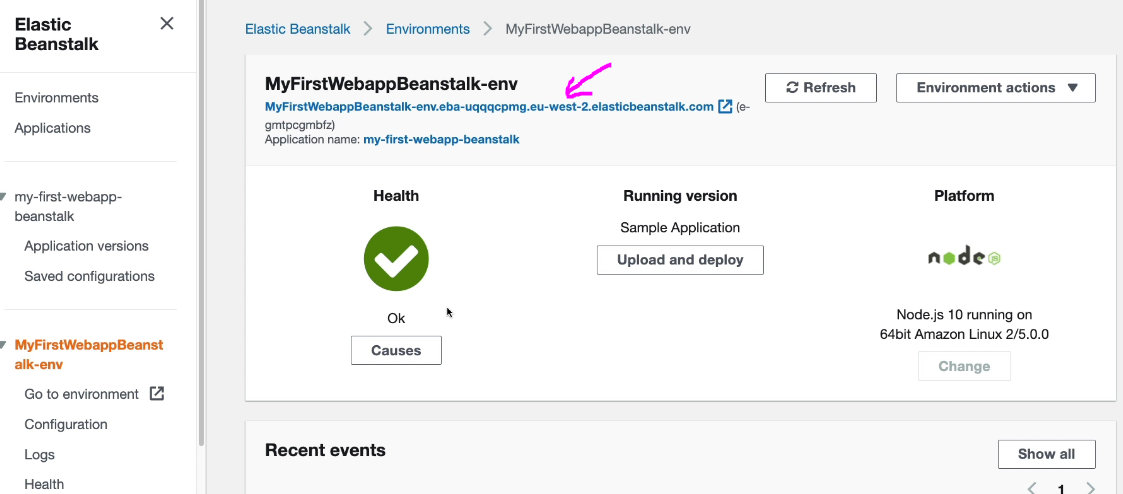 Elastic
Beanstalk
Environments
Applications
my-first-webapp-
beanstalk
Application versions
Saved configurations
MyFirstWebappBeanst
alk-env
Go to environment
Configuration
Logs
Health
Elastic Beanstalk
Environments
MyFirstWebappBeanstalk-env
MyFirstWebappBeanstalk-env
MyFirstWebappBeanstalk-env.eba-uqqqcpmg.eu-west-2.elasticbeanstalk.com (e-
gmtpcgmbfz)
Application name: my-first-webapp-beanstalk
Refresh
Environment actions
Health
Ok
Causes
Running version
Sample Application
Upload and deploy
Platform
node
JS
Node.js 10 running on
64bit Amazon Linux 2/5.0.0
Change
Recent events
Show all
1